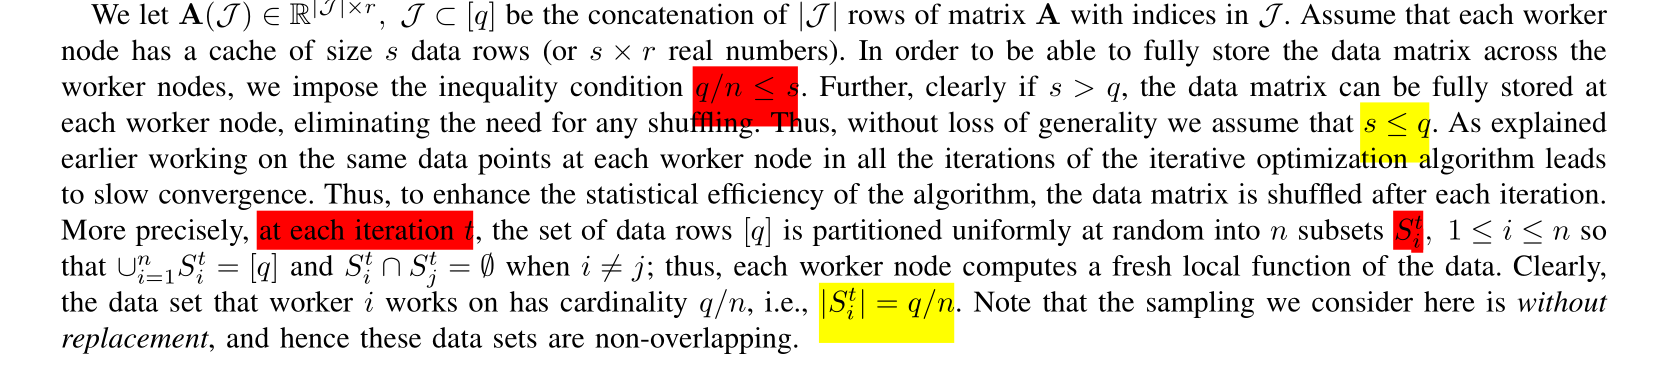 We let A(𝒥) ∈ ℝ^{|𝒥|×r}, 𝒥 ⊂ [q] be the concatenation of |𝒥| rows of matrix A with indices in 𝒥. Assume that each worker
node has a cache of size s data rows (or s × r real numbers). In order to be able to fully store the data matrix across the
worker nodes, we impose the inequality condition q/n ≤ s. Further, clearly if s > q, the data matrix can be fully stored at
each worker node, eliminating the need for any shuffling. Thus, without loss of generality we assume that s ≤ q. As explained
earlier working on the same data points at each worker node in all the iterations of the iterative optimization algorithm leads
to slow convergence. Thus, to enhance the statistical efficiency of the algorithm, the data matrix is shuffled after each iteration.
More precisely, at each iteration t, the set of data rows [q] is partitioned uniformly at random into n subsets S_i^t, 1 ≤ i ≤ n so
that ∪_{i=1}^n S_i^t = [q] and S_i^t ∩ S_j^t = ∅ when i ≠ j; thus, each worker node computes a fresh local function of the data. Clearly,
the data set that worker i works on has cardinality q/n, i.e., |S_i^t| = q/n. Note that the sampling we consider here is without
replacement, and hence these data sets are non-overlapping.